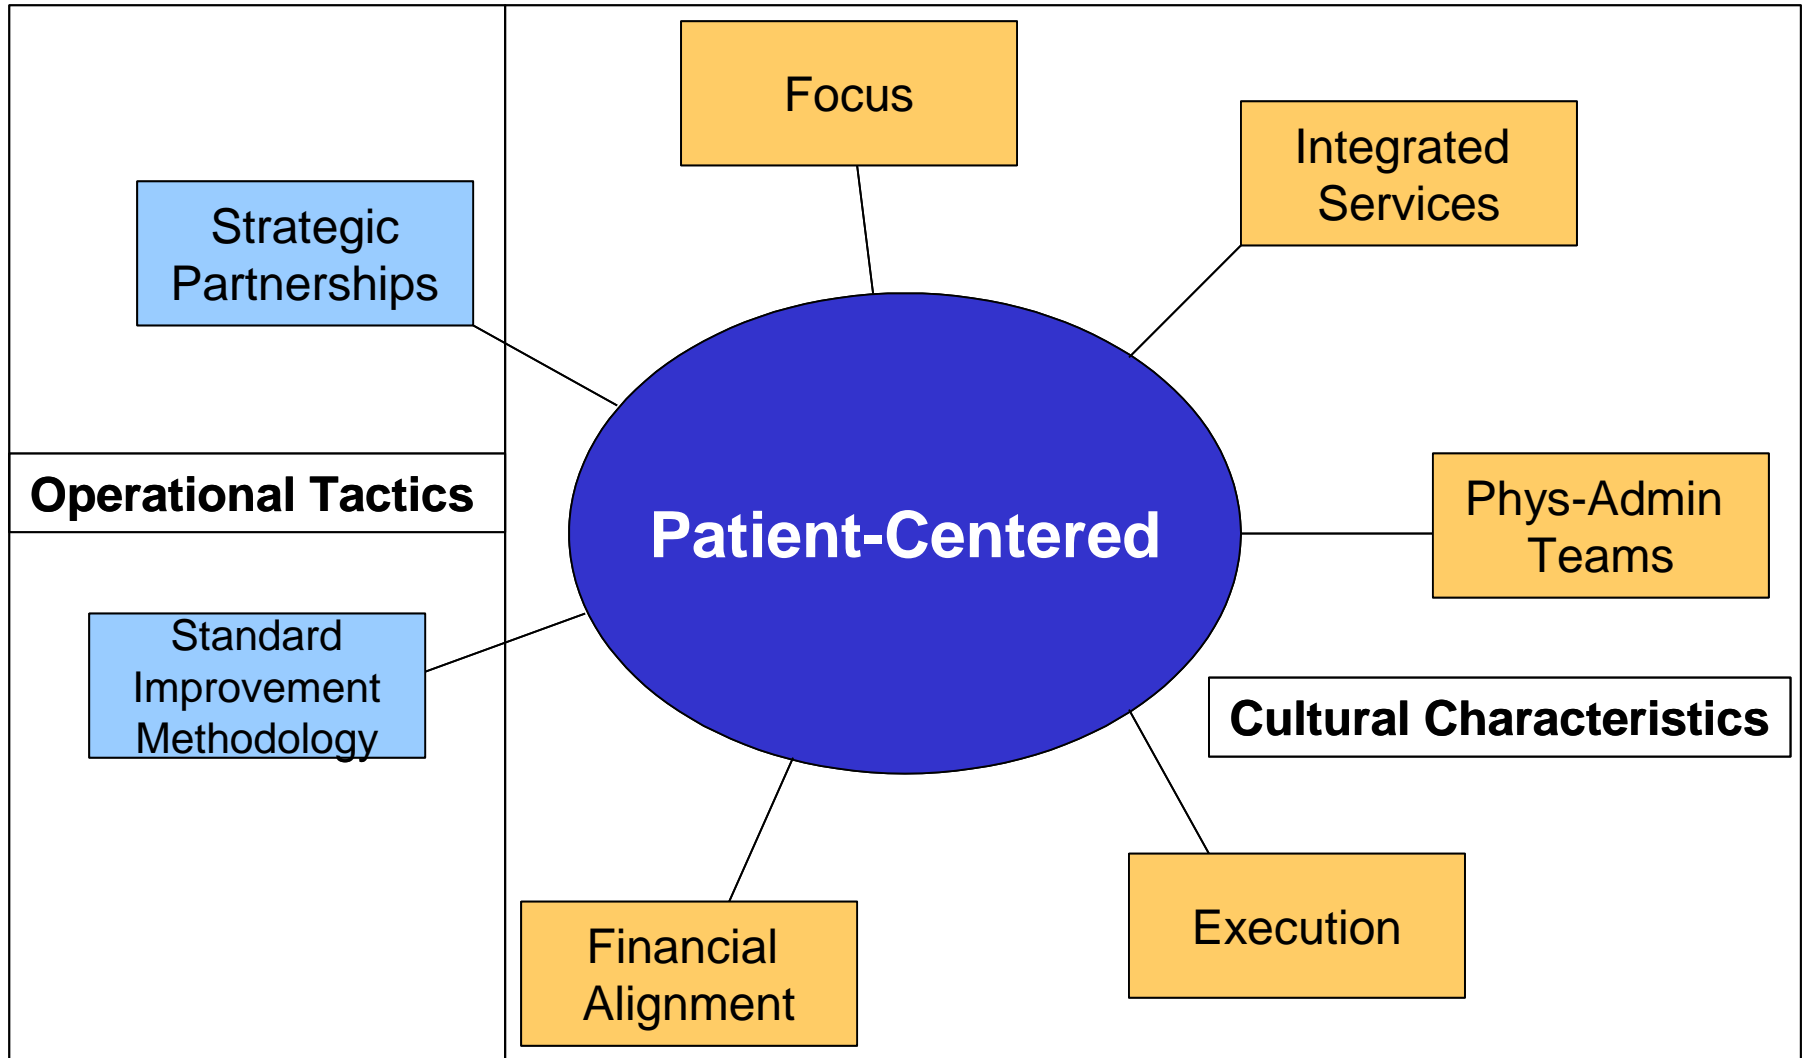 Focus
Integrated
Services
Strategic
Partnerships
Operational Tactics
Patient-Centered
Phys-Admin
Teams
Standard
Improvement
Methodology
Cultural Characteristics
Financial
Alignment
Execution